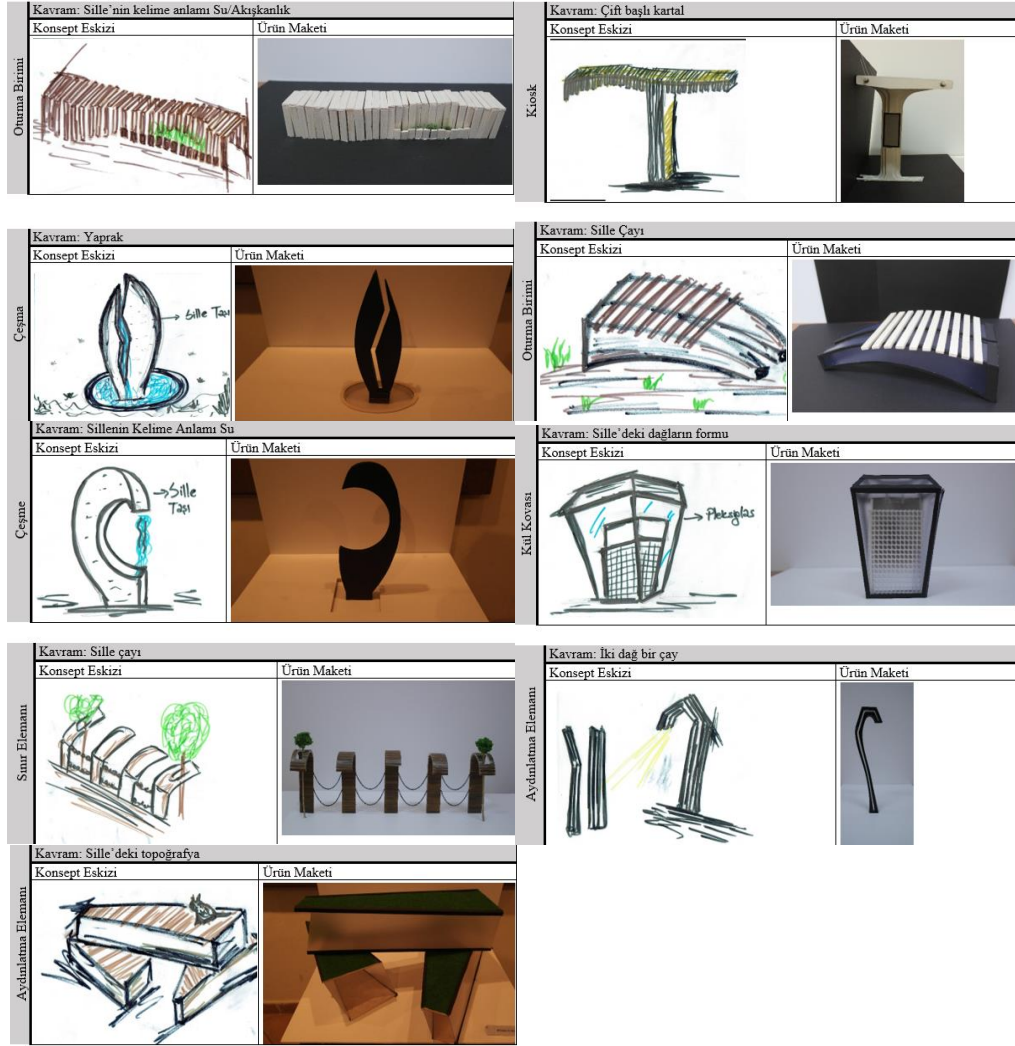 Kavram: Sille’nin kelime anlamı Su/Akışkanlık
Konsept Eskizi
Ürün Maketi
Oturma Birimi
Kavram: Çift başlı kartal
Konsept Eskizi
Ürün Maketi
Kiosk
Kavram: Yaprak
Konsept Eskizi
Ürün Maketi
Çeşma
Sille Taşı
Kavram: Sille Çayı
Konsept Eskizi
Ürün Maketi
Oturma Birimi
Kavram: Sillenin Kelime Anlamı Su
Konsept Eskizi
Ürün Maketi
Çeşme
Sille
Taşı
Kavram: Sille’deki dağların formu
Konsept Eskizi
Ürün Maketi
Kül Kovası
Pleksiglas
Kavram: Sille çayı
Konsept Eskizi
Ürün Maketi
Sınır Elemanı
Kavram: İki dağ bir çay
Konsept Eskizi
Ürün Maketi
Aydınlatma Elemanı
Kavram: Sille’deki topoğrafya
Konsept Eskizi
Ürün Maketi
Aydınlatma Elemanı